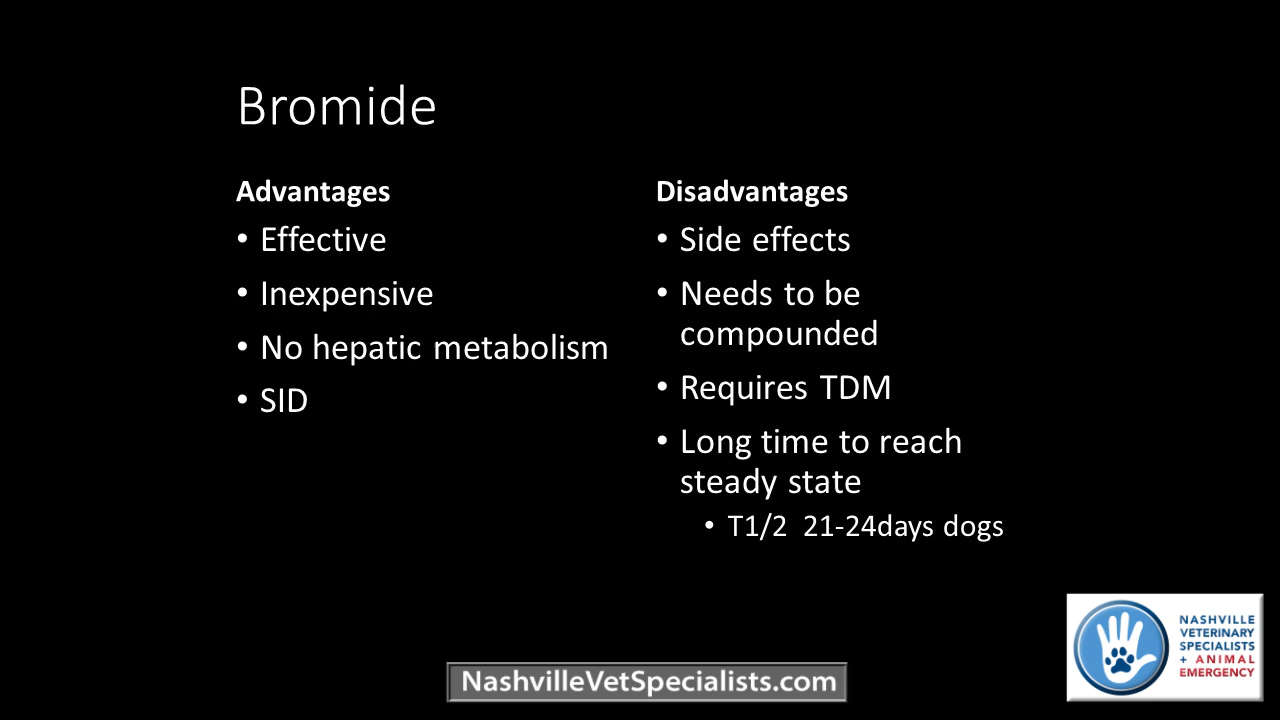 Bromide
Advantages
• Effective
• Inexpensive
• No hepatic metabolism
• SID
Disadvantages
• Side effects
• Needs to be
compounded
• Requires TDM
• Long time to reach
steady state
• T1/2  21-24days dogs
NASHVILLE
VETERINARY
SPECIALISTS
+ ANIMAL
EMERGENCY
NashvilleVetSpecialists.com